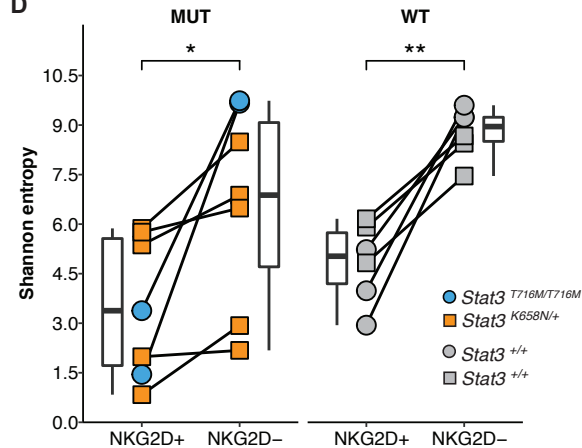 D
MUT
WT
*
**
Shannon entropy
10.5
9.0
7.5
6.0
4.5
3.0
1.5
0.0
Stat3 T716M/T716M
Stat3 K658N/+
Stat3 +/+
Stat3 +/+
NKG2D+ NKG2D− NKG2D+ NKG2D−